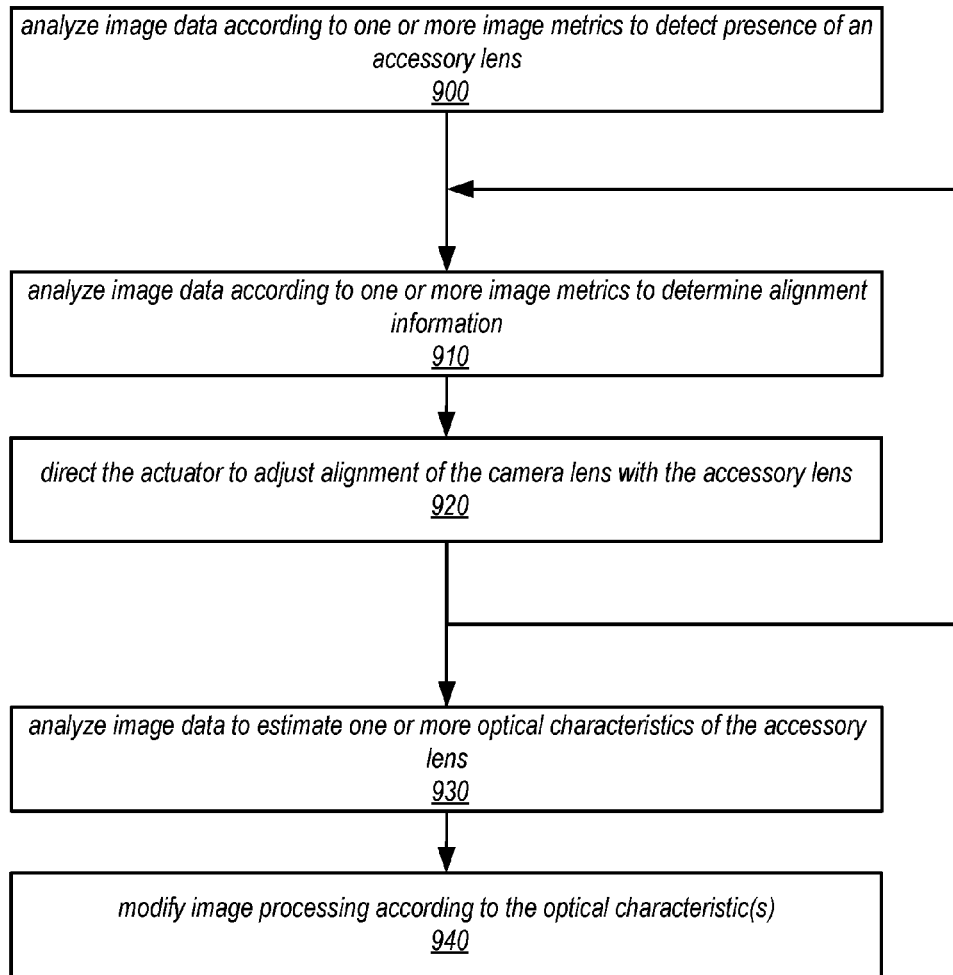 analyze image data according to one or more image metrics to detect presence of an
accessory lens
900
analyze image data according to one or more image metrics to determine alignment
information
910
direct the actuator to adjust alignment of the camera lens with the accessory lens
920
analyze image data to estimate one or more optical characteristics of the accessory
lens
930
modify image processing according to the optical characteristic(s)
940